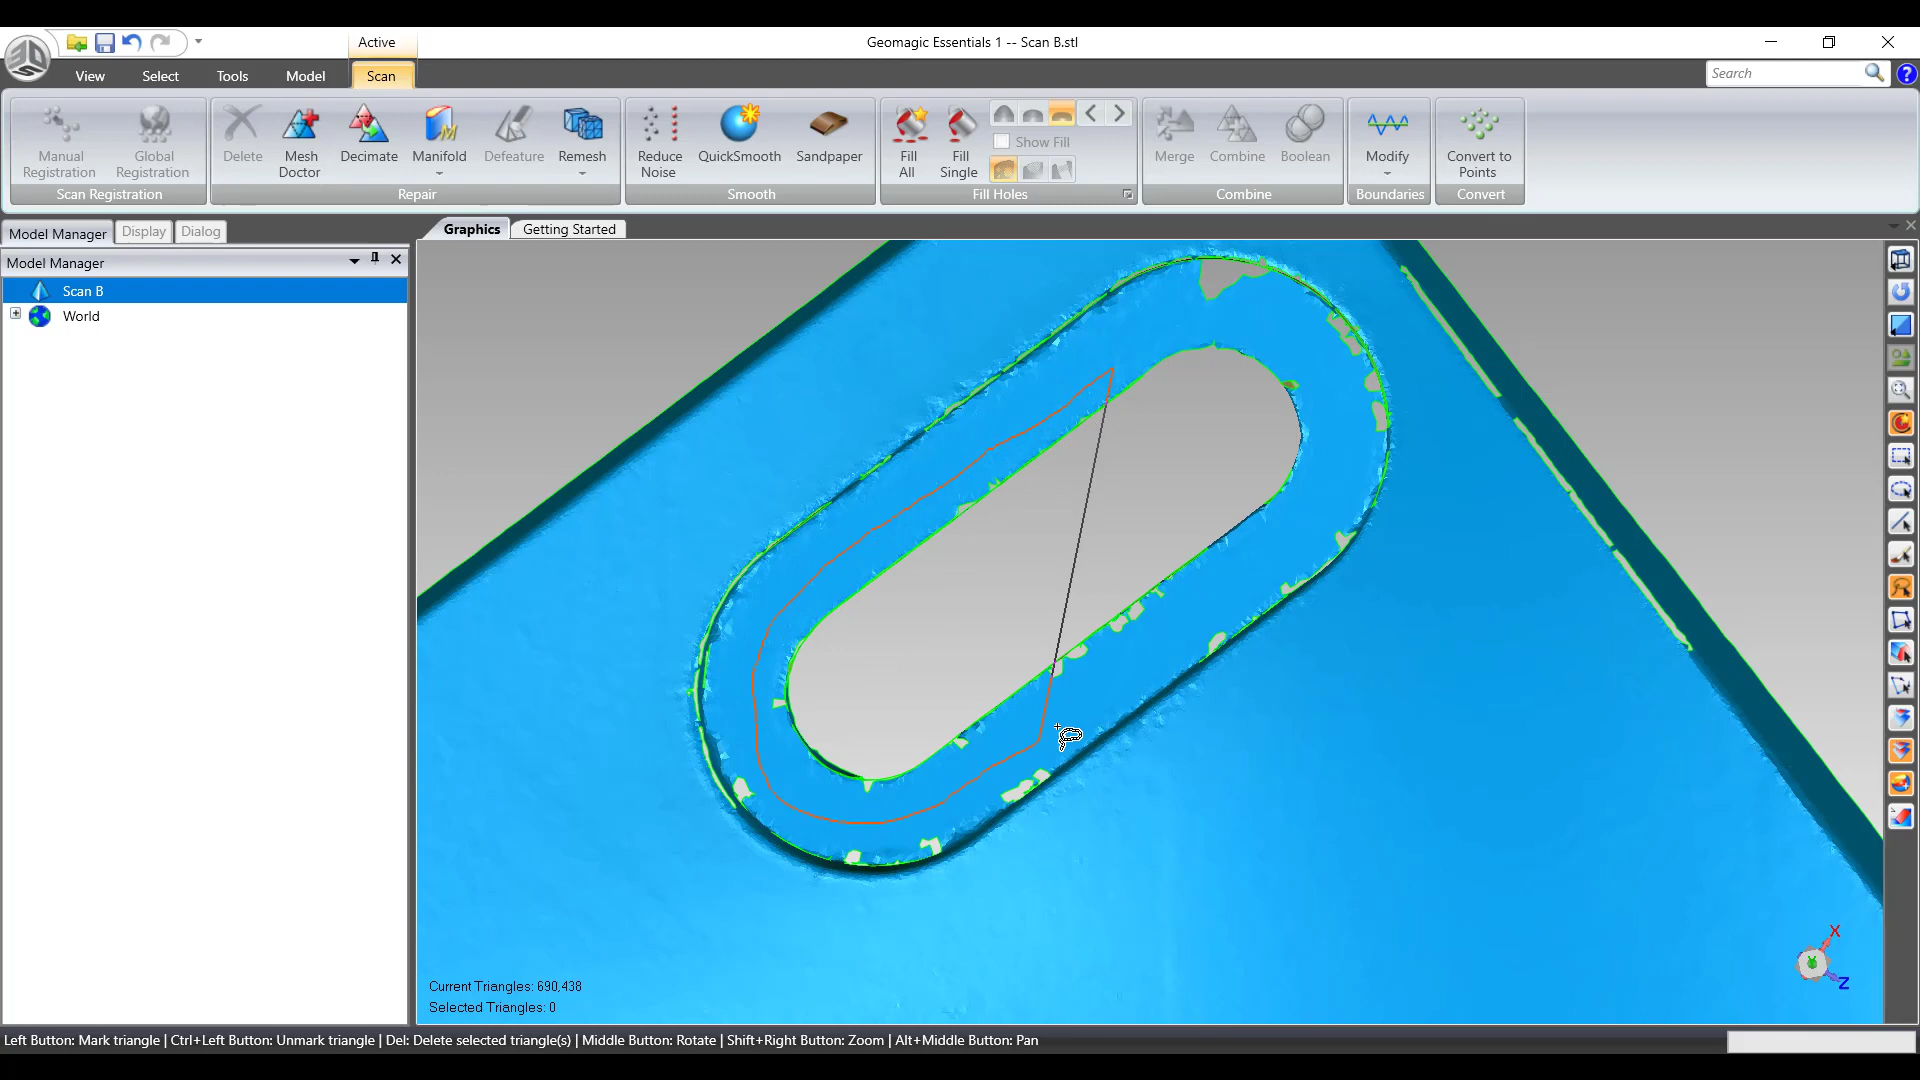 Active
Geomagic Essentials 1 -- Scan B.stl
View Select Tools Model Scan
Search
?
Manual Registration
Global Registration
Scan Registration
Delete
Mesh Doctor
Decimate
Manifold
Defeature
Remesh
Repair
Reduce Noise
QuickSmooth
Sandpaper
Smooth
Fill All
Fill Single
Show Fill
Fill Holes
Merge
Combine
Boolean
Combine
Modify
Boundaries
Convert to Points
Convert
Model Manager Display Dialog
Graphics Getting Started
Model Manager
Scan B
World
X
Y
Z
Current Triangles: 690,438
Selected Triangles: 0
Left Button: Mark triangle | Ctrl+Left Button: Unmark triangle | Del: Delete selected triangle(s) | Middle Button: Rotate | Shift+Right Button: Zoom | Alt+Middle Button: Pan